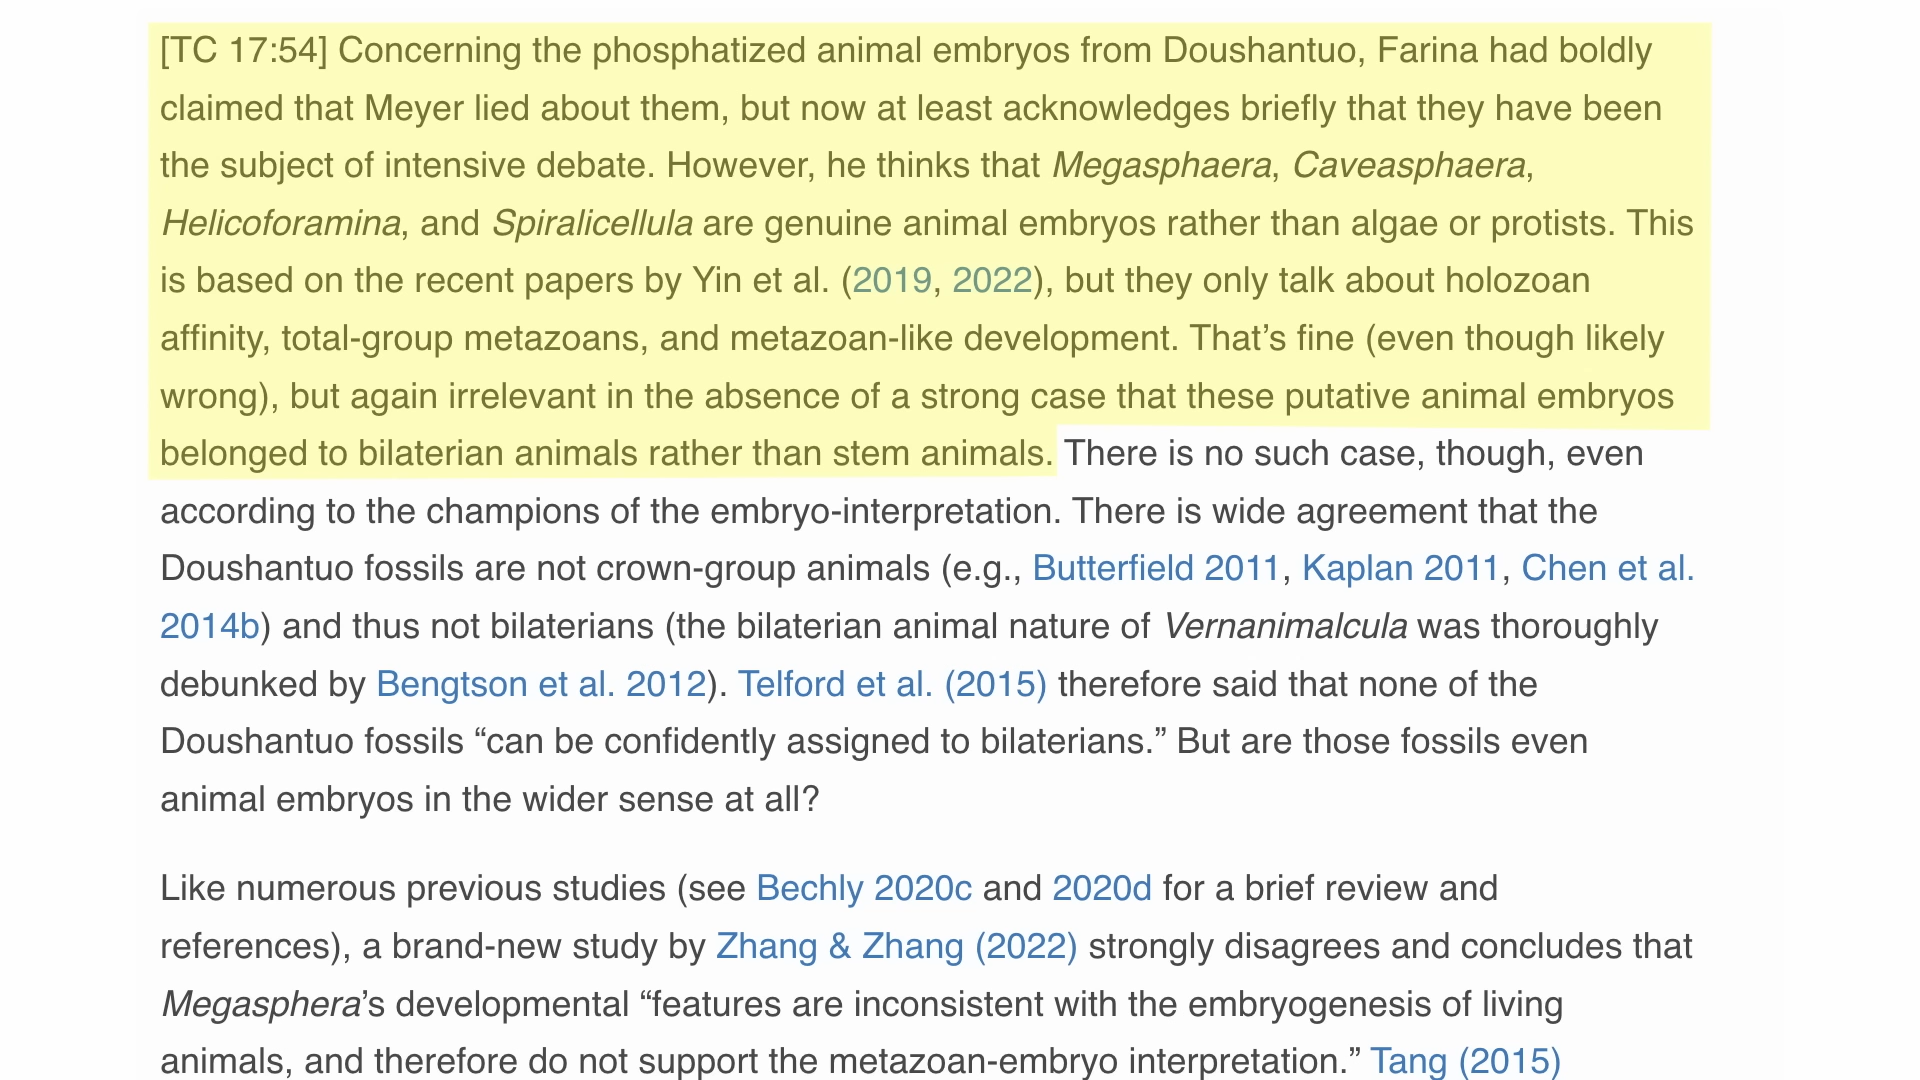 [TC 17:54] Concerning the phosphatized animal embryos from Doushantuo, Farina had boldly
claimed that Meyer lied about them, but now at least acknowledges briefly that they have been
the subject of intensive debate. However, he thinks that Megasphaera, Caveasphaera,
Helicoforamina, and Spiralicellula are genuine animal embryos rather than algae or protists. This
is based on the recent papers by Yin et al. (2019, 2022), but they only talk about holozoan
affinity, total-group metazoans, and metazoan-like development. That’s fine (even though likely
wrong), but again irrelevant in the absence of a strong case that these putative animal embryos
belonged to bilaterian animals rather than stem animals. There is no such case, though, even
according to the champions of the embryo-interpretation. There is wide agreement that the
Doushantuo fossils are not crown-group animals (e.g., Butterfield 2011, Kaplan 2011, Chen et al.
2014b) and thus not bilaterians (the bilaterian animal nature of Vernanimalcula was thoroughly
debunked by Bengtson et al. 2012). Telford et al. (2015) therefore said that none of the
Doushantuo fossils “can be confidently assigned to bilaterians.” But are those fossils even
animal embryos in the wider sense at all?
Like numerous previous studies (see Bechly 2020c and 2020d for a brief review and
references), a brand-new study by Zhang & Zhang (2022) strongly disagrees and concludes that
Megasphera’s developmental “features are inconsistent with the embryogenesis of living
animals, and therefore do not support the metazoan-embryo interpretation.” Tang (2015)